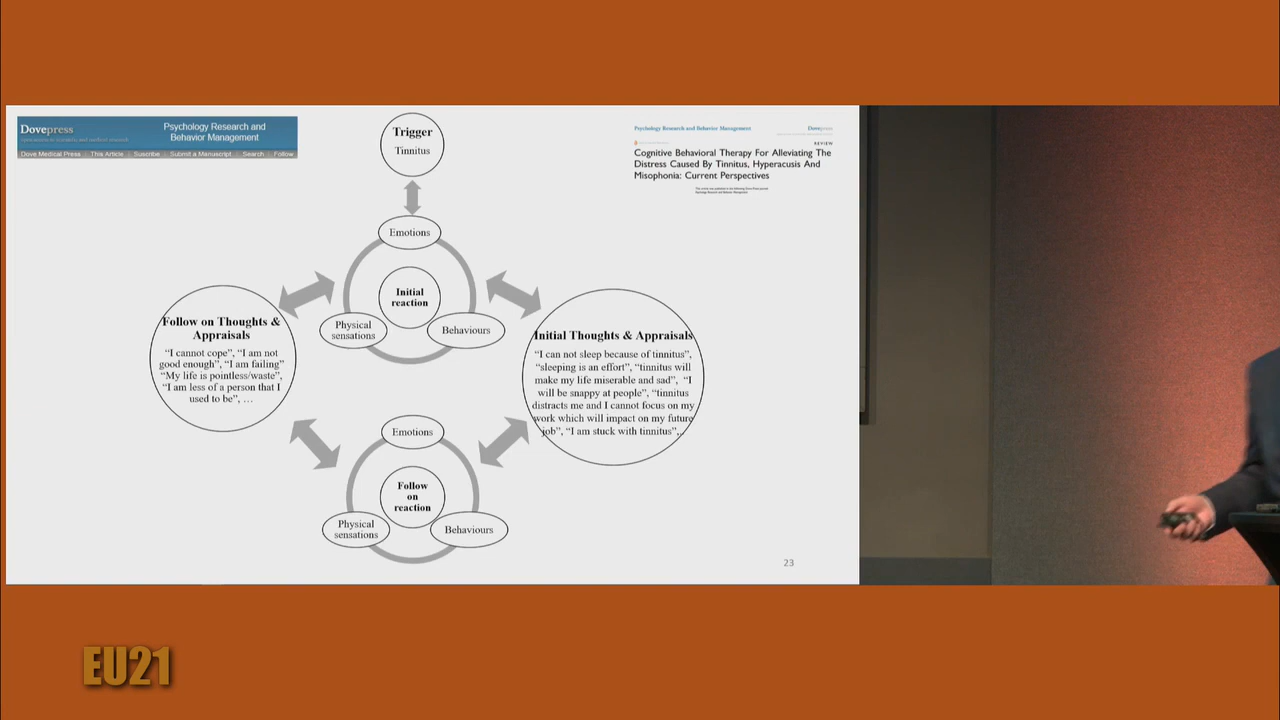 Dovepress
Psychology Research and
Behavior Management
Dove Medical Press | This Article | Suscribe | Submit a Manuscript | Search | Follow
Trigger
Tinnitus
Psychology Research and Behavior Management
Dovepress
REVIEW
Cognitive Behavioral Therapy For Alleviating The
Distress Caused By Tinnitus, Hyperacusis And
Misophonia: Current Perspectives
Emotions
Initial
reaction
Physical
sensations
Behaviours
Follow on Thoughts &
Appraisals
“I cannot cope”, “I am not
good enough”, “I am failing”
“My life is pointless/waste”,
“I am less of a person that I
used to be”, …
Initial Thoughts & Appraisals
“I can not sleep because of tinnitus”,
“sleeping is an effort”, “tinnitus will
make my life miserable and sad”, “I
will be snappy at people”, “tinnitus
distracts me and I cannot focus on my
work which will impact on my future
job”, “I am stuck with tinnitus”,..
Emotions
Follow
on
reaction
Physical
sensations
Behaviours
23
EU21